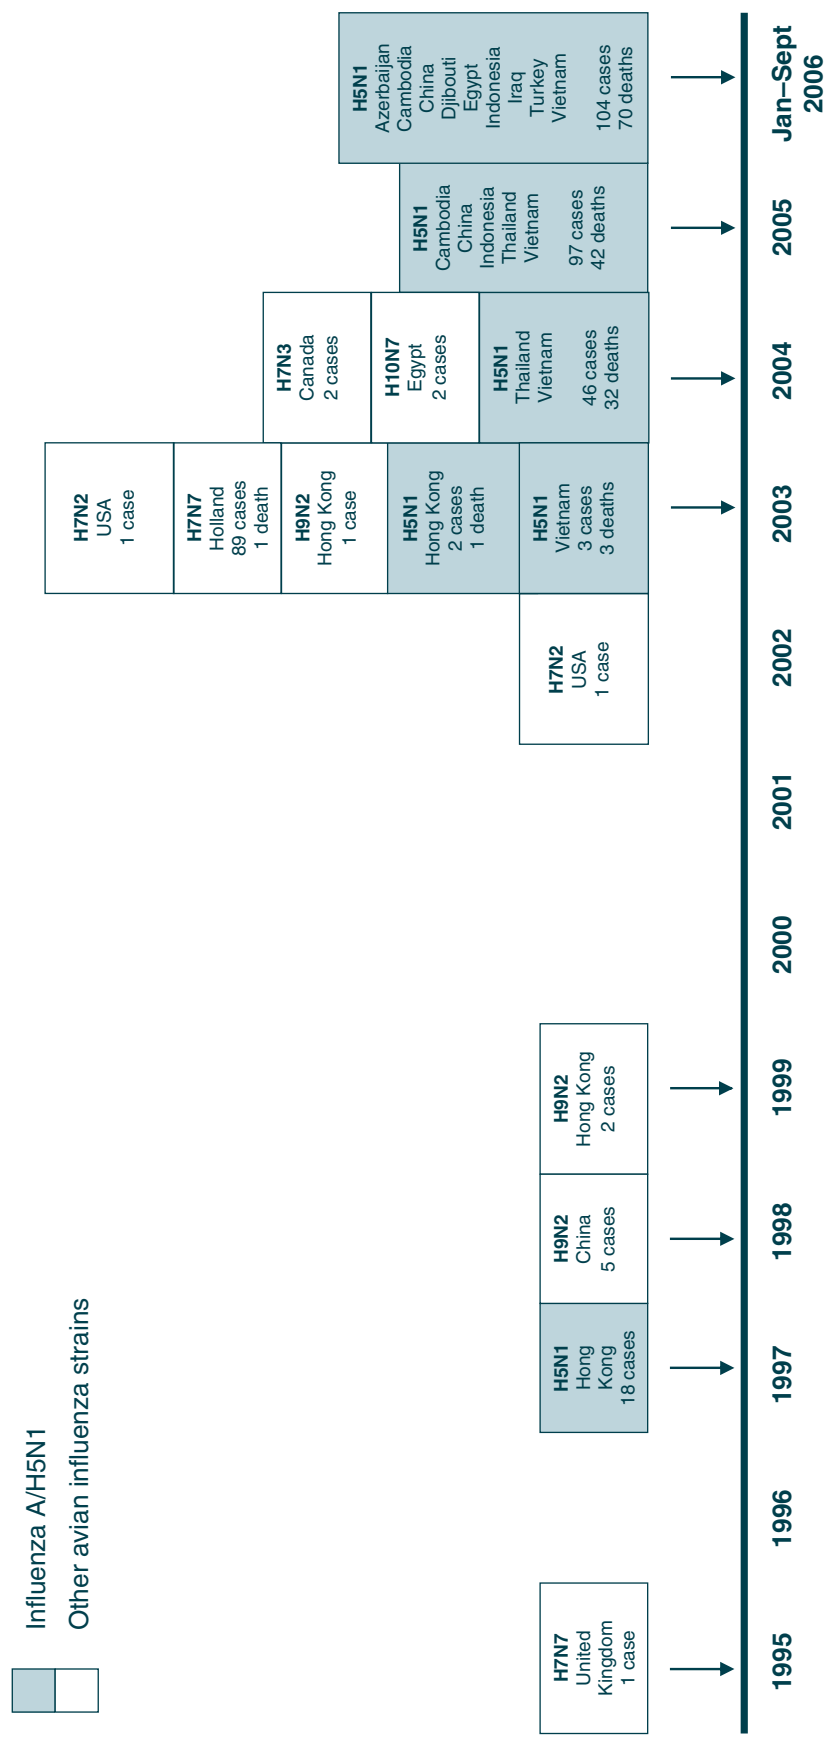 Influenza A/H5N1
Other avian influenza strains
H7N7
United
Kingdom
1 case
H5N1
Hong
Kong
18 cases
H9N2
China
5 cases
H9N2
Hong Kong
2 cases
H7N2
USA
1 case
H7N2
USA
1 case
H7N7
Holland
89 cases
1 death
H9N2
Hong Kong
1 case
H5N1
Hong Kong
2 cases
1 death
H5N1
Vietnam
3 cases
3 deaths
H7N3
Canada
2 cases
H10N7
Egypt
2 cases
H5N1
Thailand
Vietnam
46 cases
32 deaths
H5N1
Cambodia
China
Indonesia
Thailand
Vietnam
97 cases
42 deaths
H5N1
Azerbaijan
Cambodia
China
Djibouti
Egypt
Indonesia
Iraq
Turkey
Vietnam
104 cases
70 deaths
1995
1996
1997
1998
1999
2000
2001
2002
2003
2004
2005
Jan–Sept
2006